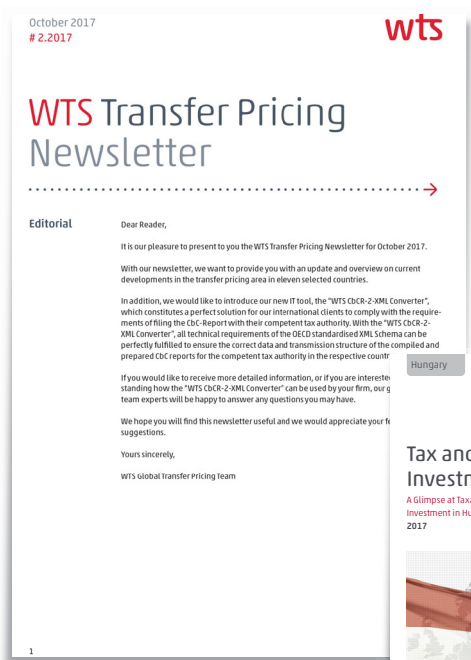 October 2017
# 2.2017
wts
WTS Transfer Pricing
Newsletter
Editorial
Dear Reader,
It is our pleasure to present to you the WTS Transfer Pricing Newsletter for October 2017.
With our newsletter, we want to provide you with an update and overview on current
developments in the transfer pricing area in eleven selected countries.
In addition, we would like to introduce our new IT tool, the "WTS CbCR-2-XML Converter",
which constitutes a perfect solution for our international clients to comply with the require-
ments of filing the CbC-Report with their competent tax authority. With the "WTS CbCR-2-
XML Converter", all technical requirements of the OECD standardised XML Schema can be
perfectly fulfilled to ensure the correct data and transmission structure of the compiled and
prepared CbC reports for the competent tax authority in the respective
If you would like to receive more detailed information, or if you are
standing how the "WTS CbCR-2-XML Converter" can be used by your firm, our
team experts will be happy to answer any questions you may have.
We hope you will find this newsletter useful and we would appreciate your
suggestions.
Yours sincerely,
WTS Global Transfer Pricing Team
1
Hungary
Tax and
A Glimpse at
Investment in
2017